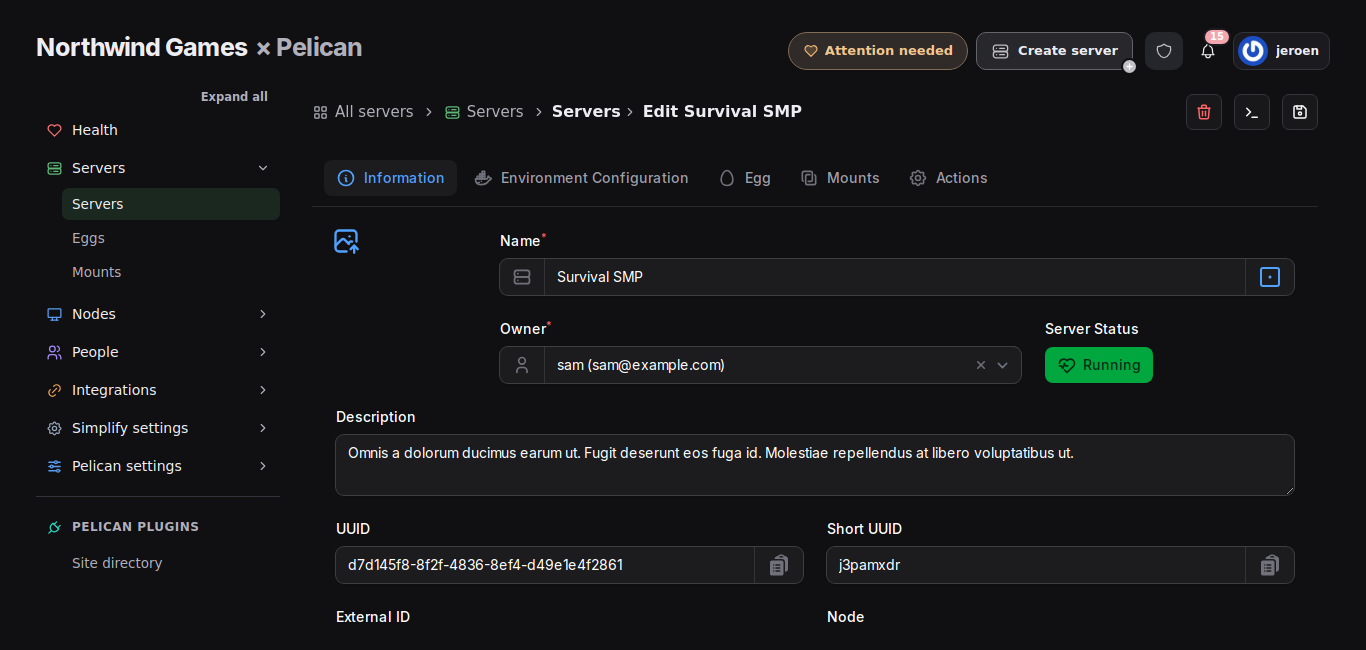 Northwind Games × Pelican
Attention needed
Create server
15
jeroen
Expand all
Health
Servers
Servers
Eggs
Mounts
Nodes
People
Integrations
Simplify settings
Pelican settings
PELICAN PLUGINS
Site directory
All servers > Servers > Servers > Edit Survival SMP
Information
Environment Configuration
Egg
Mounts
Actions
Name*
Survival SMP
Owner*
Server Status
sam (sam@example.com)
Running
Description
Omnis a dolorum ducimus earum ut. Fugit deserunt eos fuga id. Molestiae repellendus at libero voluptatibus ut.
UUID
Short UUID
d7d145f8-8f2f-4836-8ef4-d49e1e4f2861
j3pamxdr
External ID
Node